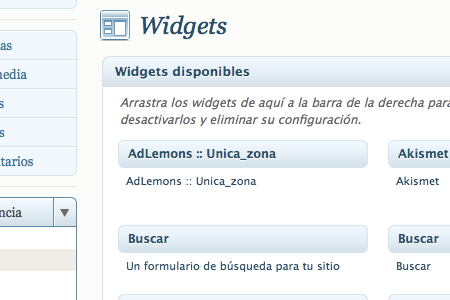 Widgets
as
media
s
s
tarios
ncia
Widgets disponibles
Arrastra los widgets de aquí a la barra de la derecha para
desactivarlos y eliminar su configuración.
AdLemons :: Unica_zona
Akismet
AdLemons :: Unica_zona
Akismet
Buscar
Buscar
Un formulario de búsqueda para tu sitio
Buscar